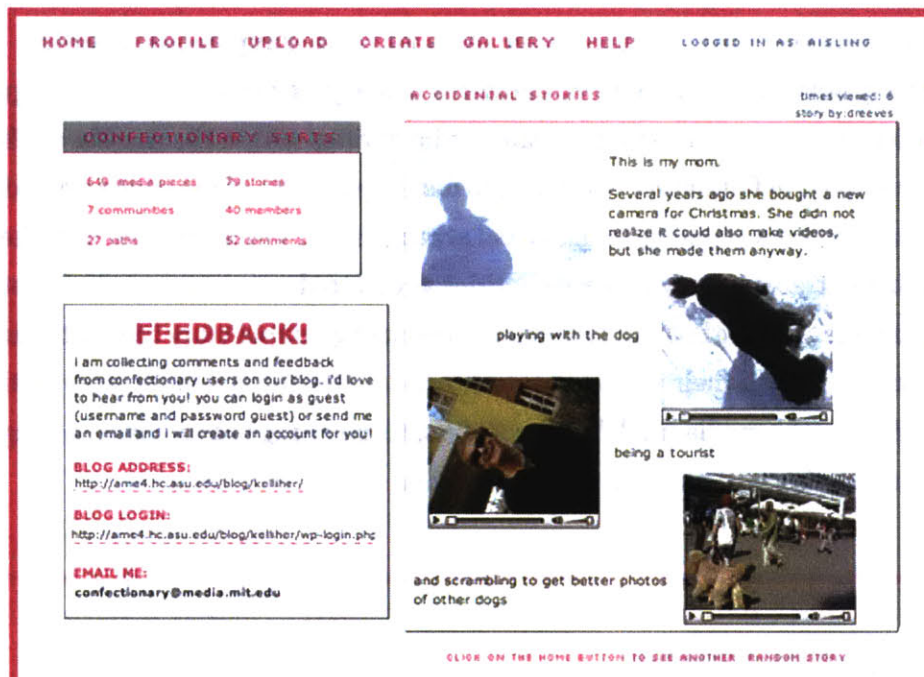 HOME PROFILE UPLOAD CREATE GALLERY HELP LOGGED IN AS: AISLING
CONFECTIONARY STATS
649 media pieces 79 stories
7 communities 40 members
27 paths 52 comments
FEEDBACK!
I am collecting comments and feedback
from confectionary users on our blog. i'd love
to hear from you! you can login as guest
(username and password guest) or send me
an email and i will create an account for you!
BLOG ADDRESS:
http://ame4.hc.asu.edu/blog/kelliher/
BLOG LOGIN:
http://ame4.hc.asu.edu/blog/kelliher/wp-login.php
EMAIL ME:
confectionary@media.mit.edu
ACCIDENTAL STORIES
times viewed: 6
story by:dreeves
This is my mom.
Several years ago she bought a new
camera for Christmas. She didn not
realize it could also make videos,
but she made them anyway.
playing with the dog
being a tourist
and scrambling to get better photos
of other dogs
CLICK ON THE HOME BUTTON TO SEE ANOTHER RANDOM STORY